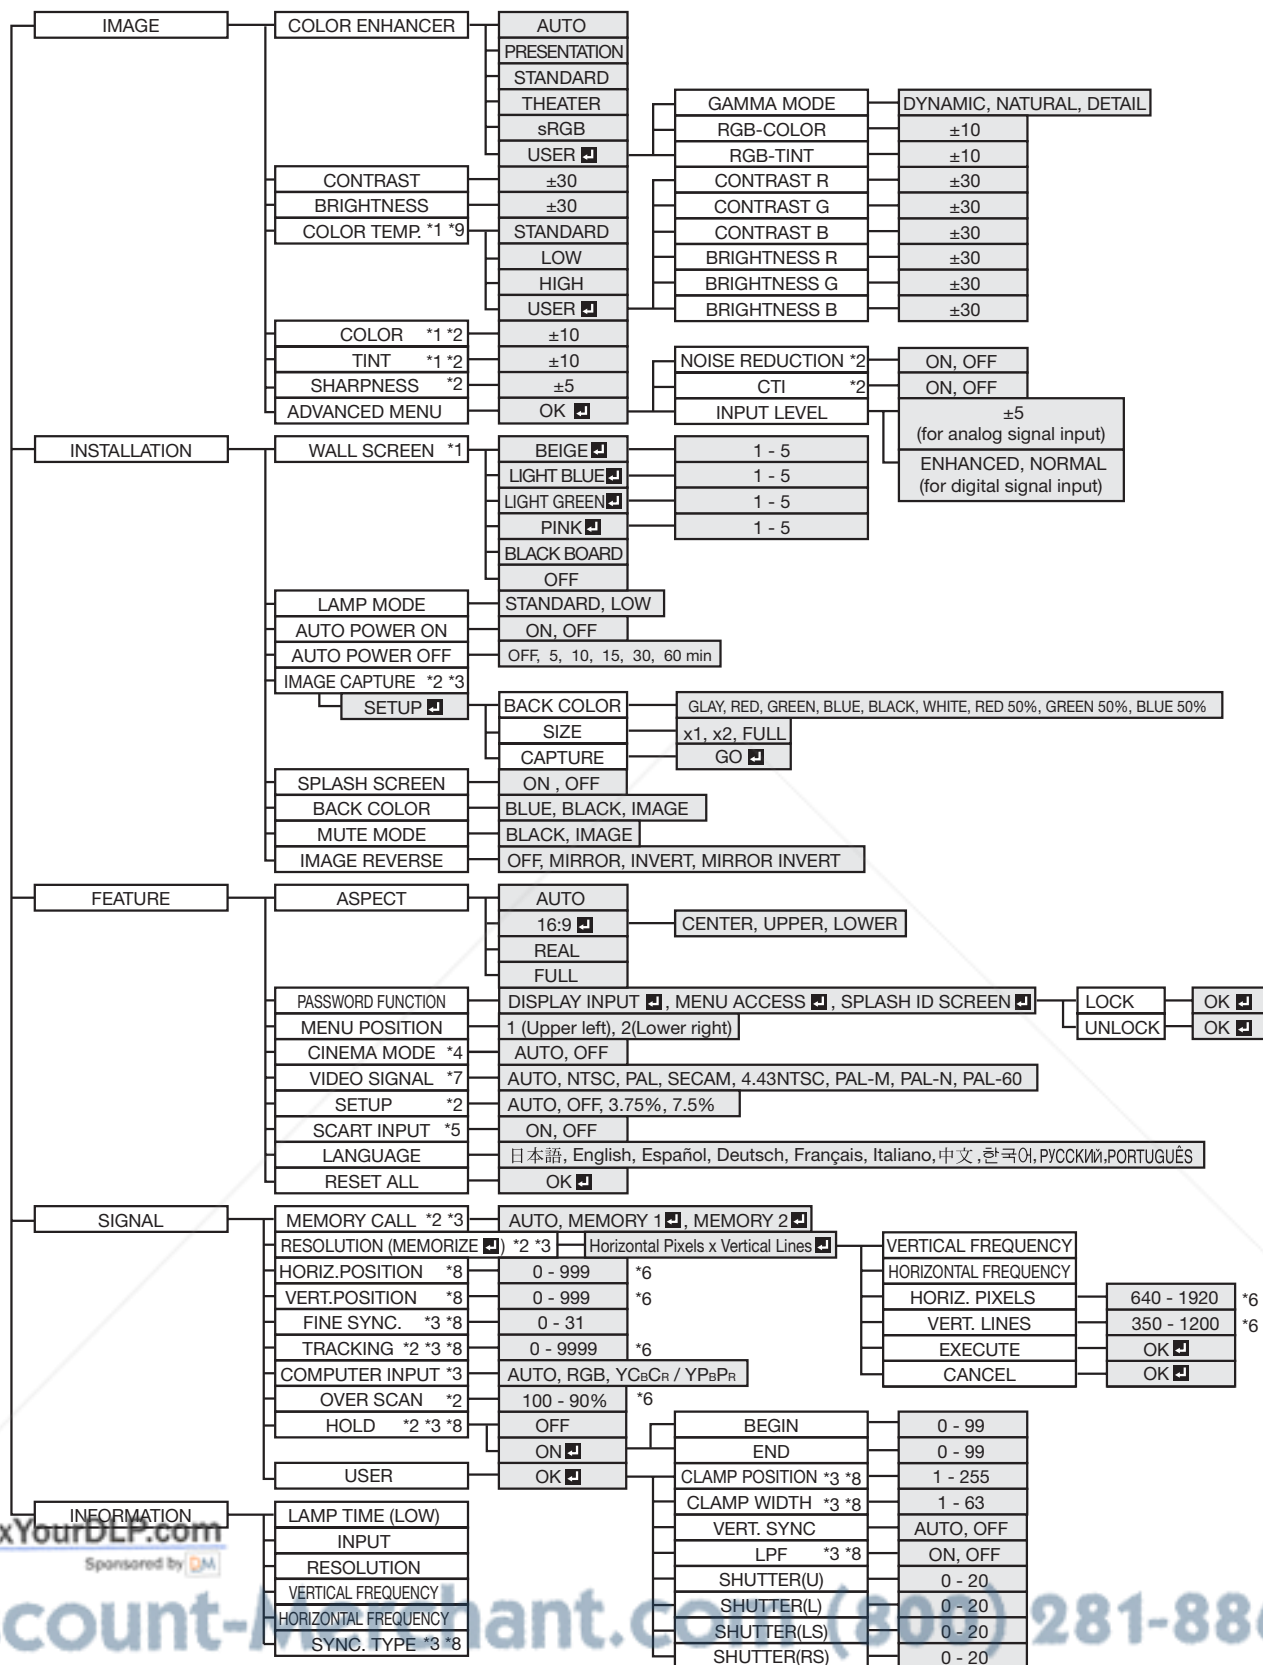 IMAGE COLOR ENHANCER AUTO
PRESENTATION
STANDARD
THEATER GAMMA MODE DYNAMIC, NATURAL, DETAIL
sRGB RGB-COLOR ±10
USER RGB-TINT ±10
CONTRAST ±30 CONTRAST R ±30
BRIGHTNESS ±30 CONTRAST G ±30
COLOR TEMP. *1 *9 STANDARD CONTRAST B ±30
LOW BRIGHTNESS R ±30
HIGH BRIGHTNESS G ±30
USER BRIGHTNESS B ±30
COLOR *1 *2 ±10
TINT *1 *2 ±10 NOISE REDUCTION *2 ON, OFF
SHARPNESS *2 ±5 CTI *2 ON, OFF
ADVANCED MENU OK INPUT LEVEL ±5
(for analog signal input)
INSTALLATION WALL SCREEN *1 BEIGE 1 - 5
ENHANCED, NORMAL
LIGHT BLUE 1 - 5
(for digital signal input)
LIGHT GREEN 1 - 5
PINK 1 - 5
BLACK BOARD
OFF
LAMP MODE STANDARD, LOW
AUTO POWER ON ON, OFF
AUTO POWER OFF OFF, 5, 10, 15, 30, 60 min
IMAGE CAPTURE *2 *3
SETUP BACK COLOR GLAY, RED, GREEN, BLUE, BLACK, WHITE, RED 50%, GREEN 50%, BLUE 50%
SIZE x1, x2, FULL
CAPTURE GO
SPLASH SCREEN ON , OFF
BACK COLOR BLUE, BLACK, IMAGE
MUTE MODE BLACK, IMAGE
IMAGE REVERSE OFF, MIRROR, INVERT, MIRROR INVERT
FEATURE ASPECT AUTO
16:9 CENTER, UPPER, LOWER
REAL
FULL
PASSWORD FUNCTION DISPLAY INPUT , MENU ACCESS , SPLASH ID SCREEN LOCK OK
MENU POSITION 1 (Upper left), 2(Lower right) UNLOCK OK
CINEMA MODE *4 AUTO, OFF
VIDEO SIGNAL *7 AUTO, NTSC, PAL, SECAM, 4.43NTSC, PAL-M, PAL-N, PAL-60
SETUP *2 AUTO, OFF, 3.75%, 7.5%
SCART INPUT *5 ON, OFF
LANGUAGE 日本語, English, Español, Deutsch, Français, Italiano, 中文 ,한국어, РУССКИЙ,PORTUGUÊS
RESET ALL OK
SIGNAL MEMORY CALL *2 *3 AUTO, MEMORY 1 , MEMORY 2
RESOLUTION (MEMORIZE ) *2 *3 Horizontal Pixels x Vertical Lines VERTICAL FREQUENCY
HORIZ.POSITION *8 0 - 999 *6 HORIZONTAL FREQUENCY
VERT.POSITION *8 0 - 999 *6 HORIZ. PIXELS 640 - 1920 *6
FINE SYNC. *3 *8 0 - 31 VERT. LINES 350 - 1200 *6
TRACKING *2 *3 *8 0 - 9999 *6 EXECUTE OK
COMPUTER INPUT *3 AUTO, RGB, YCBCR / YPBPR CANCEL OK
OVER SCAN *2 100 - 90% *6
HOLD *2 *3 *8 OFF BEGIN 0 - 99
ON END 0 - 99
USER OK CLAMP POSITION *3 *8 1 - 255
CLAMP WIDTH *3 *8 1 - 63
INFORMATION LAMP TIME (LOW) VERT. SYNC AUTO, OFF
INPUT LPF *3 *8 ON, OFF
RESOLUTION SHUTTER(U) 0 - 20
VERTICAL FREQUENCY SHUTTER(L) 0 - 20
HORIZONTAL FREQUENCY SHUTTER(LS) 0 - 20
SYNC. TYPE *3 *8 SHUTTER(RS) 0 - 20
xYourDLP.com
Sponsored by DM
count-Merchant.com (800) 281-886